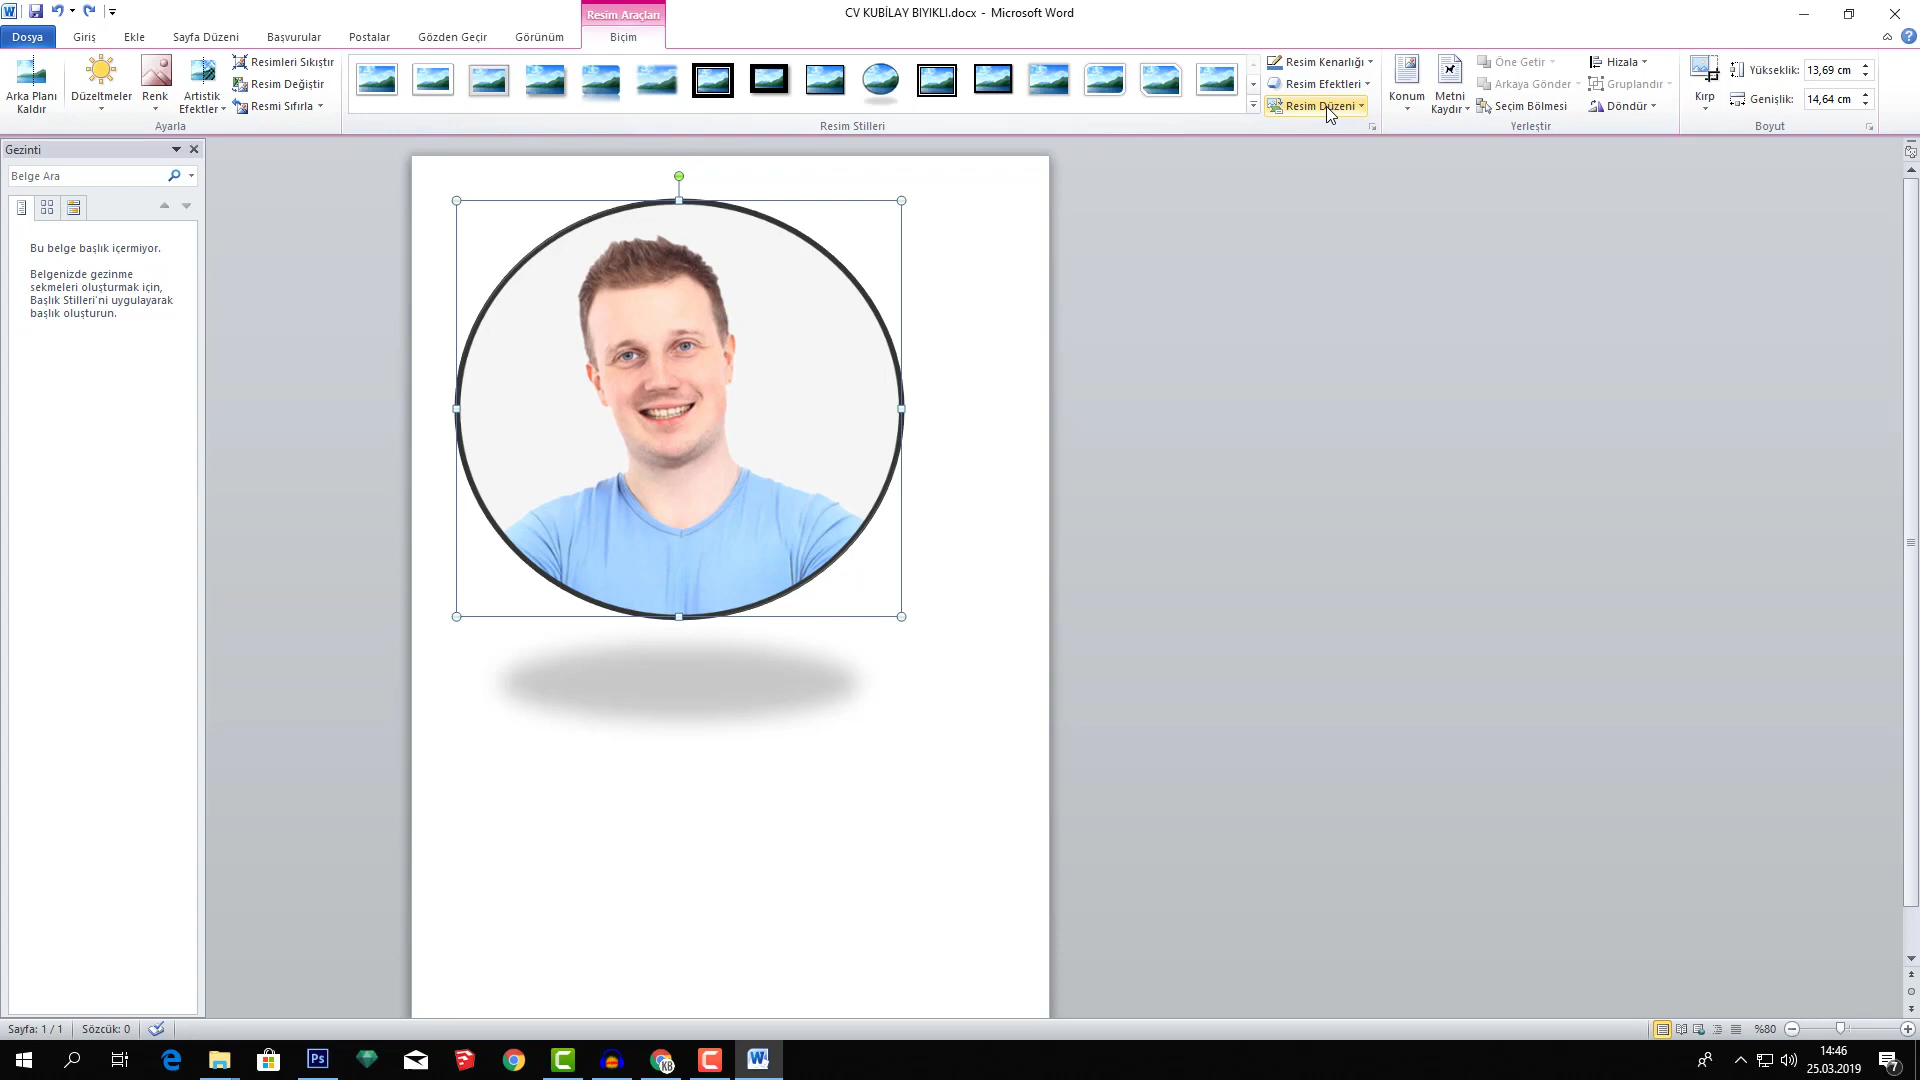 Resim Araçları
CV KUBİLAY BIYIKLI.docx - Microsoft Word
Dosya
Giriş
Ekle
Sayfa Düzeni
Başvurular
Postalar
Gözden Geçir
Görünüm
Biçim
Arka Planı Kaldır
Düzeltmeler
Renk
Artistik Efektler
Resimleri Sıkıştır
Resim Değiştir
Resmi Sıfırla
Ayarla
Resim Stilleri
Resim Kenarlığı
Resim Efektleri
Resim Düzeni
Konum
Metni Kaydır
Öne Getir
Arkaya Gönder
Seçim Bölmesi
Hizala
Gruplandır
Döndür
Yerleştir
Kırp
Yükseklik: 13,69 cm
Genişlik: 14,64 cm
Boyut
Gezinti
Belge Ara
Bu belge başlık içermiyor.
Belgenizde gezinme
sekmeleri oluşturmak için,
Başlık Stilleri'ni uygulayarak
başlık oluşturun.
Sayfa: 1 / 1
Sözcük: 0
%80
Ps
KB
14:46
25.03.2019
7